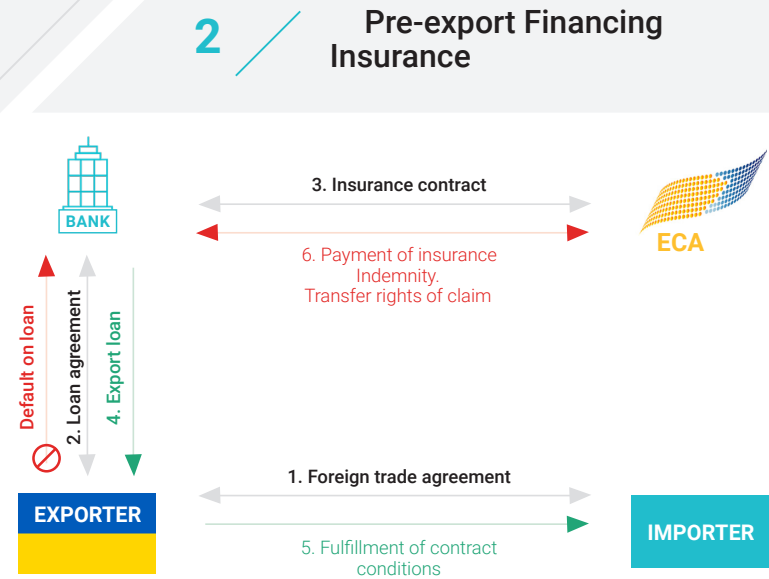 2
Pre-export Financing
Insurance
BANK
3. Insurance contract
6. Payment of insurance
Indemnity.
Transfer rights of claim
ECA
Default on loan
2. Loan agreement
4. Export loan
1. Foreign trade agreement
EXPORTER
5. Fulfillment of contract
conditions
IMPORTER